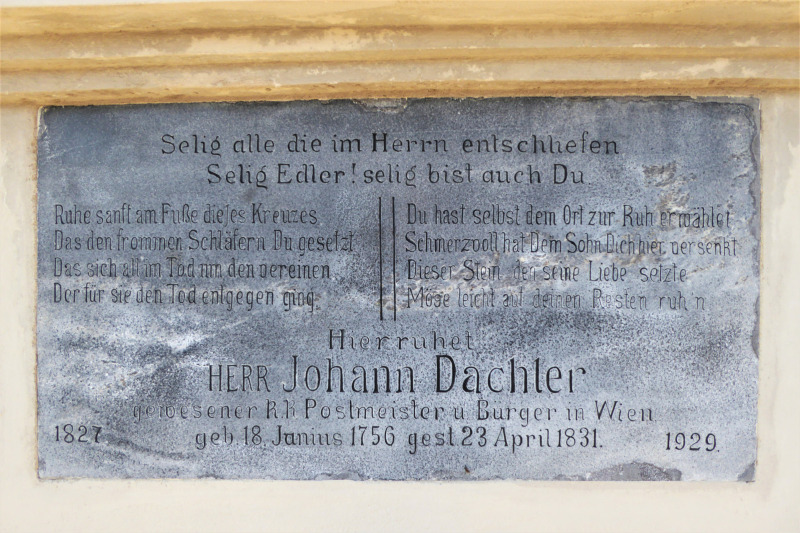 Selig alle die im Herrn entschliefen
Selig Edler! selig bist auch Du.
Ruhe sanft am Fuße dieses Kreuzes
Das den frommen Schläfern Du gesetzt
Das sich all im Tod nun den vereinen
Der für sie den Tod entgegen ging.
Du hast selbst dem Ort zur Ruh erwählet
Schmerzvoll hat Dem Sohn Dich hier versenkt
Dieser Stein, der seine Liebe setzte
Möge leicht auf deinen Resten ruh'n
Hier ruhet
HERR Johann Dachler
gewesener K.K Postmeister u Burger in Wien
geb. 18. Junius 1756 gest 23 April 1831.
1827.
1929.